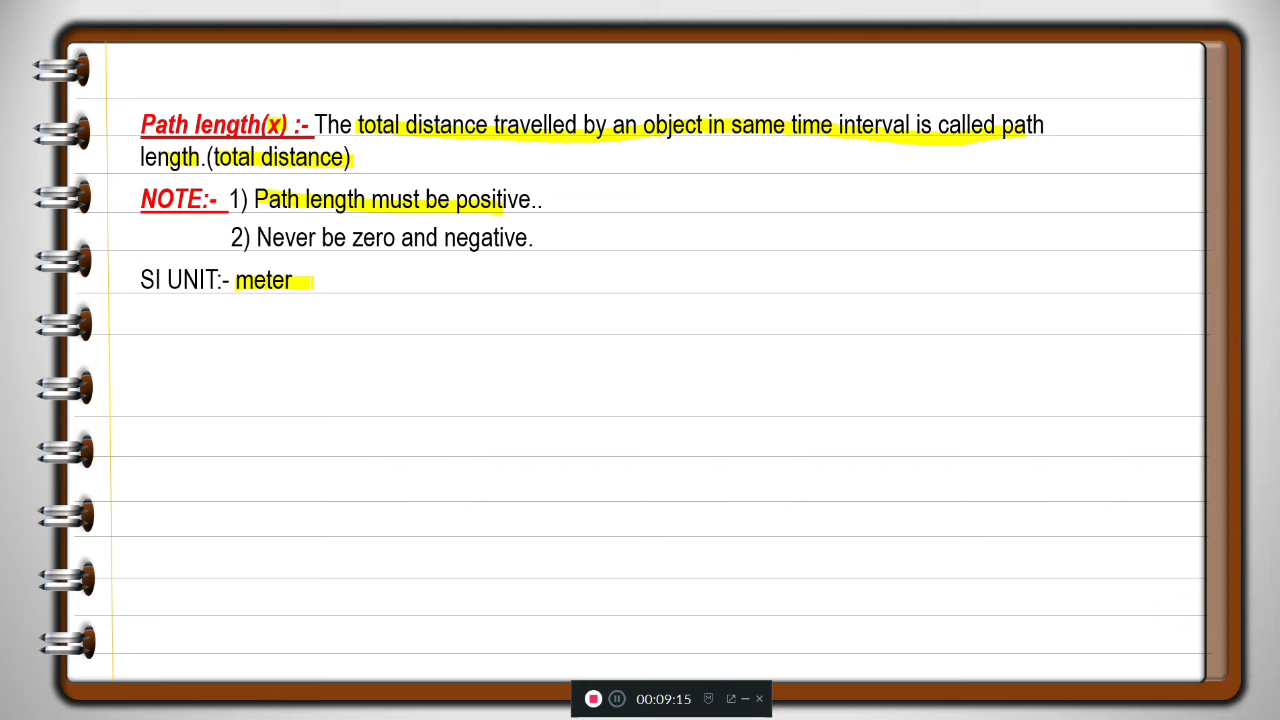 Path length(x) :- The total distance travelled by an object in same time interval is called path
length.(total distance)
NOTE:- 1) Path length must be positive..
2) Never be zero and negative.
SI UNIT:- meter
00:09:15